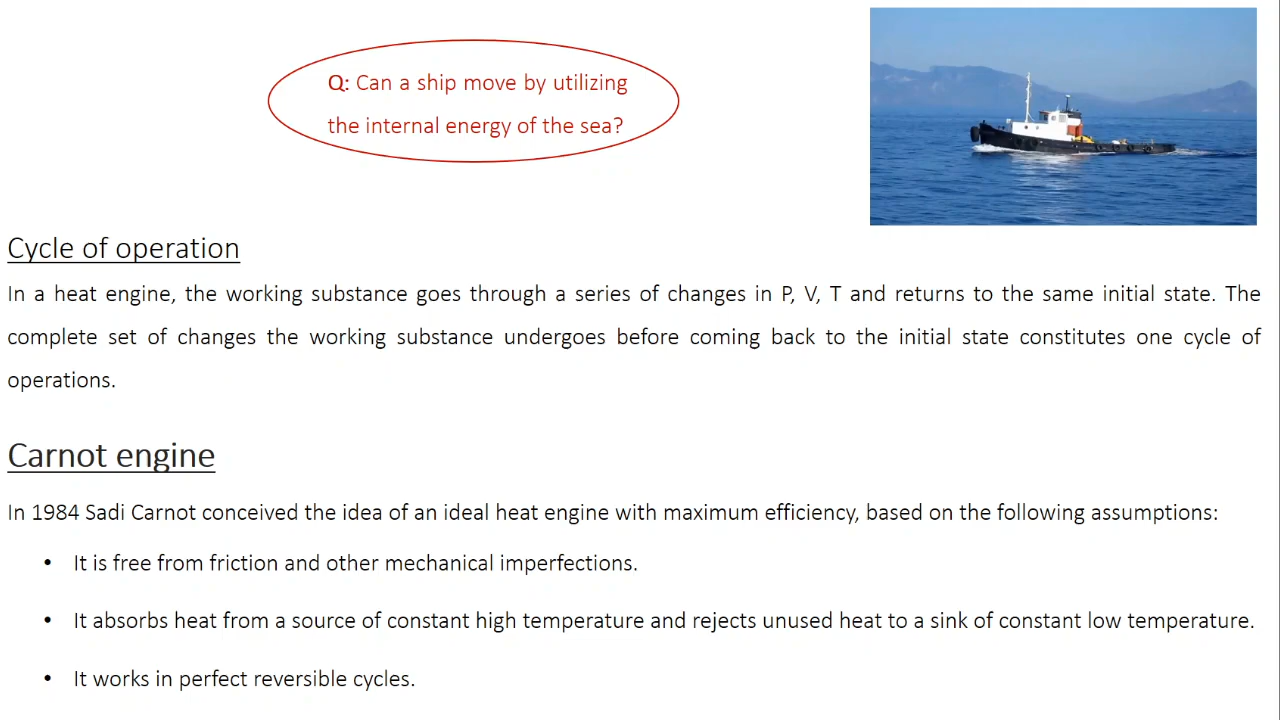 Q: Can a ship move by utilizing
the internal energy of the sea?
Cycle of operation
In a heat engine, the working substance goes through a series of changes in P, V, T and returns to the same initial state. The
complete set of changes the working substance undergoes before coming back to the initial state constitutes one cycle of
operations.
Carnot engine
In 1984 Sadi Carnot conceived the idea of an ideal heat engine with maximum efficiency, based on the following assumptions:
• It is free from friction and other mechanical imperfections.
• It absorbs heat from a source of constant high temperature and rejects unused heat to a sink of constant low temperature.
• It works in perfect reversible cycles.